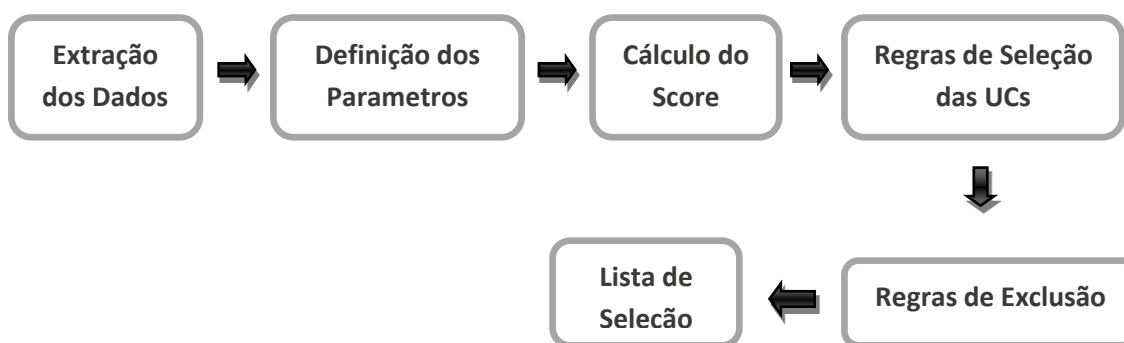 Extração
dos Dados
Definição dos
Parametros
Cálculo do
Score
Regras de Seleção
das UCs
Regras de Exclusão
Lista de
Seleção